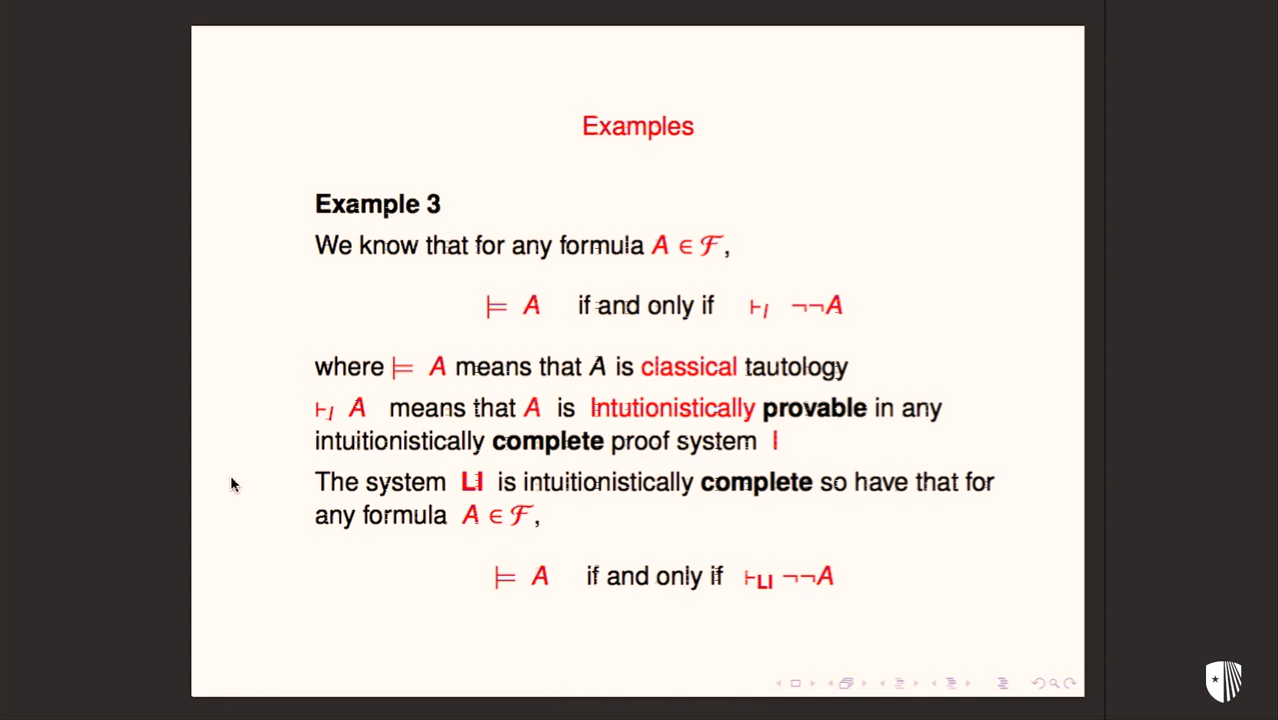 Examples
Example 3
We know that for any formula A ∈ ℱ,
⊨ A if and only if ⊢I ¬¬A
where ⊨ A means that A is classical tautology
⊢I A means that A is Intutionistically provable in any
intuitionistically complete proof system I
The system LI is intuitionistically complete so have that for
any formula A ∈ ℱ,
⊨ A if and only if ⊢LI ¬¬A